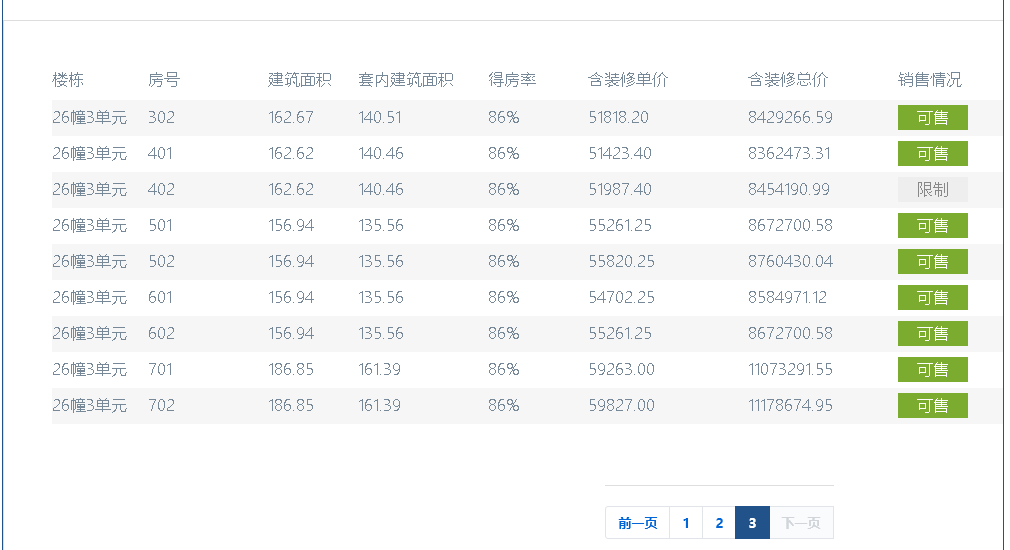 楼栋 房号 建筑面积 套内建筑面积 得房率 含装修单价 含装修总价 销售情况
26幢3单元 302 162.67 140.51 86% 51818.20 8429266.59 可售
26幢3单元 401 162.62 140.46 86% 51423.40 8362473.31 可售
26幢3单元 402 162.62 140.46 86% 51987.40 8454190.99 限制
26幢3单元 501 156.94 135.56 86% 55261.25 8672700.58 可售
26幢3单元 502 156.94 135.56 86% 55820.25 8760430.04 可售
26幢3单元 601 156.94 135.56 86% 54702.25 8584971.12 可售
26幢3单元 602 156.94 135.56 86% 55261.25 8672700.58 可售
26幢3单元 701 186.85 161.39 86% 59263.00 11073291.55 可售
26幢3单元 702 186.85 161.39 86% 59827.00 11178674.95 可售
前一页 1 2 3 下一页